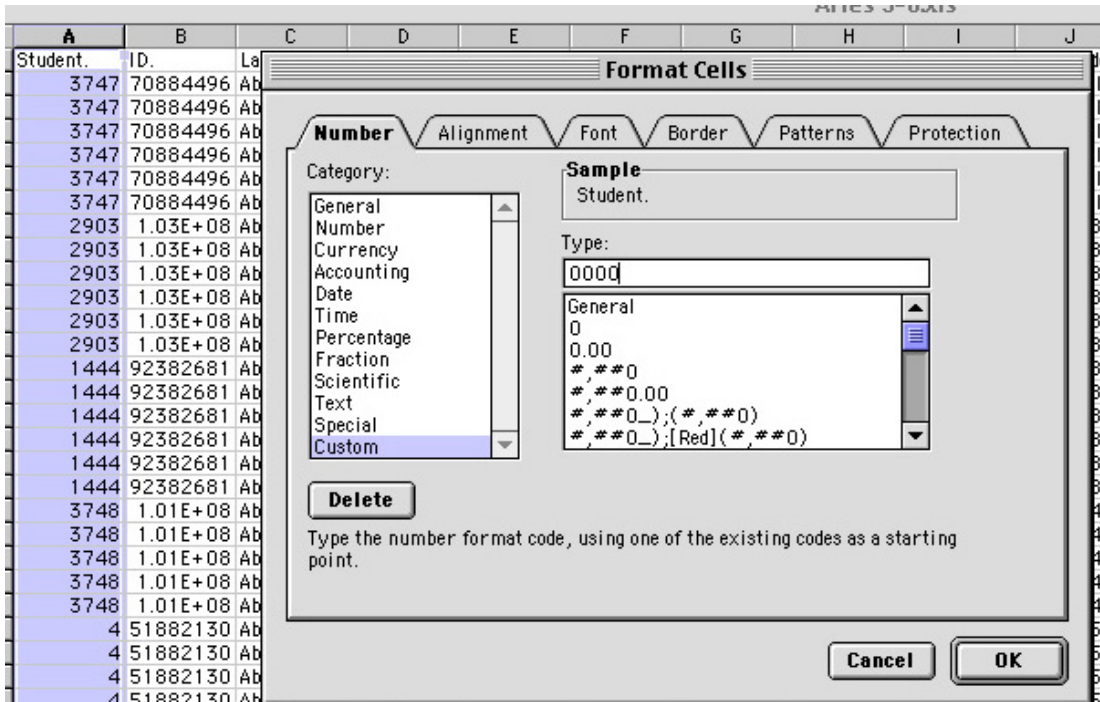 Aries 3-6.xls
A B C D E F G H I J
Student. ID. La
Format Cells
3747 70884496 Ab
3747 70884496 Ab
3747 70884496 Ab
3747 70884496 Ab
3747 70884496 Ab
3747 70884496 Ab
2903 1.03E+08 Ab
2903 1.03E+08 Ab
2903 1.03E+08 Ab
2903 1.03E+08 Ab
2903 1.03E+08 Ab
2903 1.03E+08 Ab
1444 92382681 Ab
1444 92382681 Ab
1444 92382681 Ab
1444 92382681 Ab
1444 92382681 Ab
1444 92382681 Ab
3748 1.01E+08 Ab
3748 1.01E+08 Ab
3748 1.01E+08 Ab
3748 1.01E+08 Ab
3748 1.01E+08 Ab
4 51882130 Ab
4 51882130 Ab
4 51882130 Ab
4 51882130 Ab
Number Alignment Font Border Patterns Protection
Category:
General
Number
Currency
Accounting
Date
Time
Percentage
Fraction
Scientific
Text
Special
Custom
Sample
Student.
Type:
0000
General
0
0.00
#,##0
#,##0.00
#,##0_);(#,##0)
#,##0_);[Red](#,##0)
Delete
Type the number format code, using one of the existing codes as a starting
point.
Cancel OK